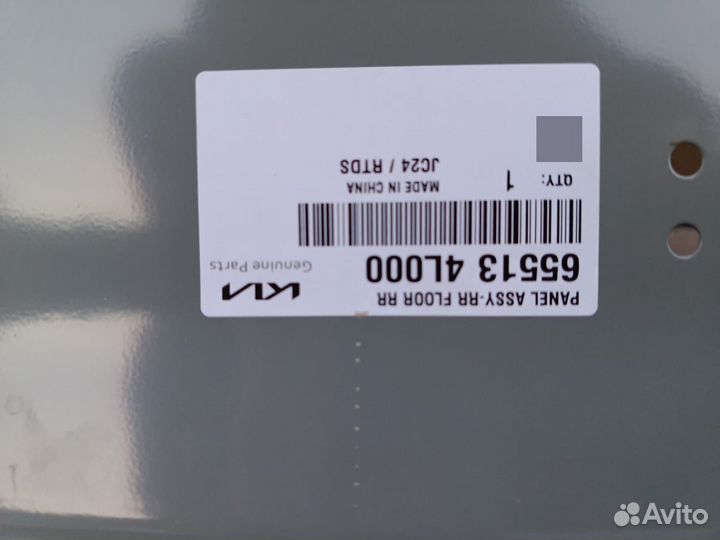 PANEL ASSY-RR FLOOR RR
65513 4L000
KIA Genuine Parts
MADE IN CHINA
JC24 / RTDS
QTY: 1
Avito